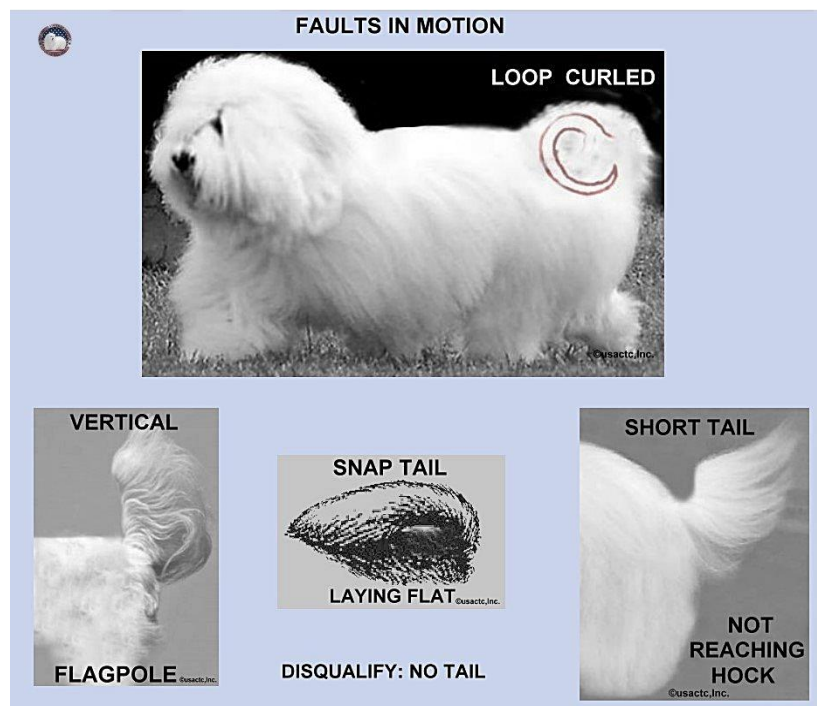 FAULTS IN MOTION
LOOP CURLED
©usactc,Inc.
VERTICAL
FLAGPOLE ©usactc,Inc.
SNAP TAIL
LAYING FLAT ©usactc,Inc.
DISQUALIFY: NO TAIL
SHORT TAIL
NOT
REACHING
HOCK
©usactc,Inc.